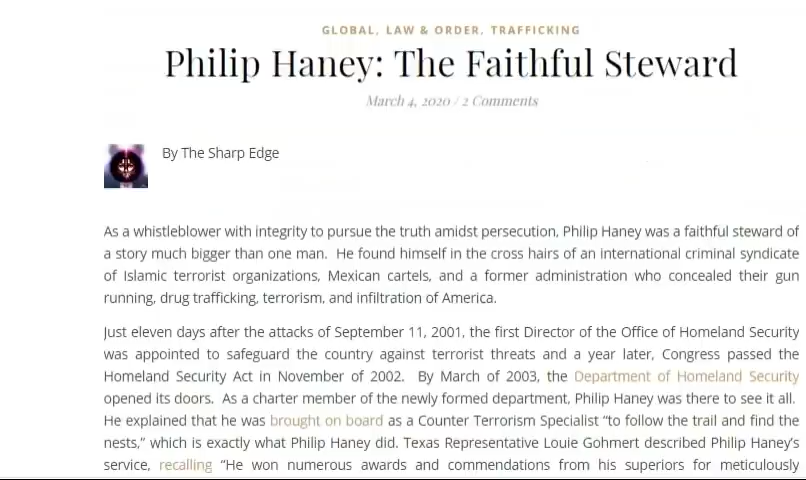 GLOBAL, LAW & ORDER, TRAFFICKING
Philip Haney: The Faithful Steward
March 4, 2020 / 2 Comments
By The Sharp Edge
As a whistleblower with integrity to pursue the truth amidst persecution, Philip Haney was a faithful steward of
a story much bigger than one man. He found himself in the cross hairs of an international criminal syndicate
of Islamic terrorist organizations, Mexican cartels, and a former administration who concealed their gun
running, drug trafficking, terrorism, and infiltration of America.
Just eleven days after the attacks of September 11, 2001, the first Director of the Office of Homeland Security
was appointed to safeguard the country against terrorist threats and a year later, Congress passed the
Homeland Security Act in November of 2002. By March of 2003, the Department of Homeland Security
opened its doors. As a charter member of the newly formed department, Philip Haney was there to see it all.
He explained that he was brought on board as a Counter Terrorism Specialist “to follow the trail and find the
nests,” which is exactly what Philip Haney did. Texas Representative Louie Gohmert described Philip Haney’s
service, recalling “He won numerous awards and commendations from his superiors for meticulously